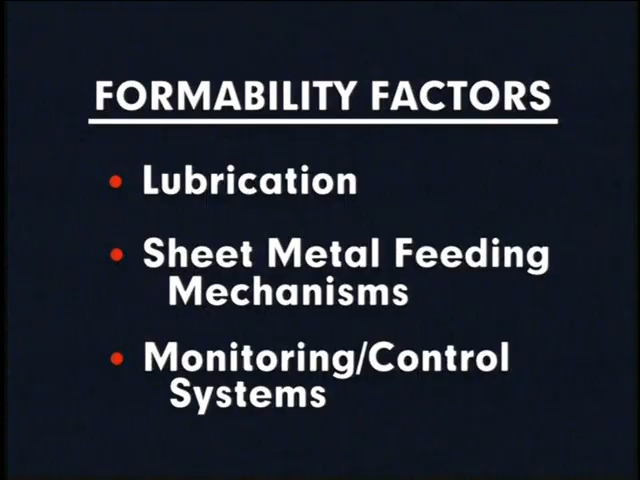 FORMABILITY FACTORS
• Lubrication
• Sheet Metal Feeding
Mechanisms
• Monitoring/Control
Systems